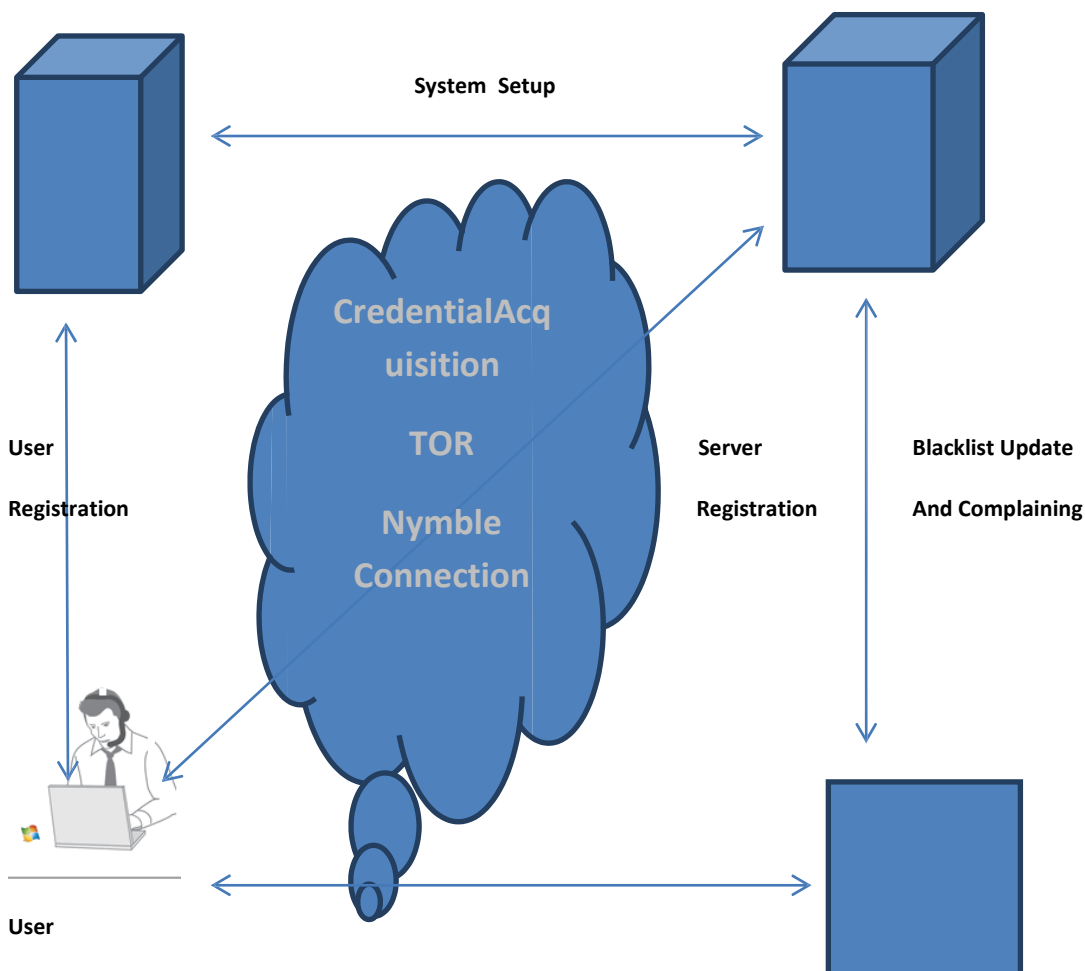 System Setup
CredentialAcq
uisition
TOR
Nymble
Connection
User
Registration
Server
Registration
Blacklist Update
And Complaining
User